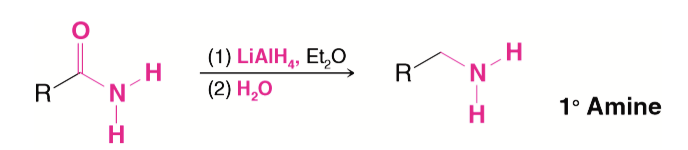 O
R
N
H
H
(1) LiAlH₄, Et₂O
(2) H₂O
R
N
H
H
1° Amine